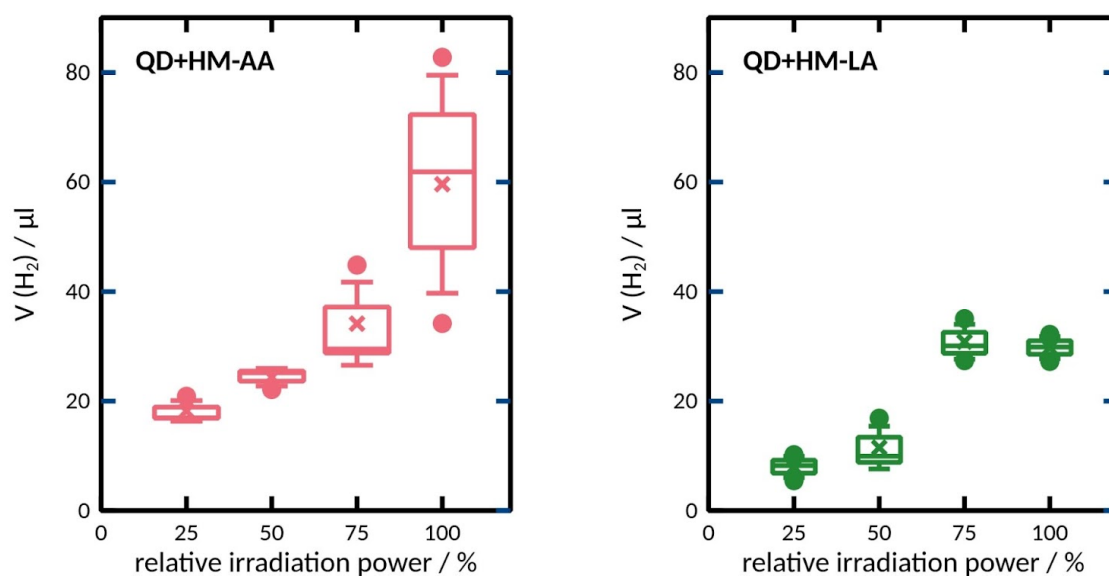 QD+HM-AA
V (H₂) / µl
80
60
40
20
0
0 25 50 75 100
relative irradiation power / %
QD+HM-LA
V (H₂) / µl
80
60
40
20
0
0 25 50 75 100
relative irradiation power / %